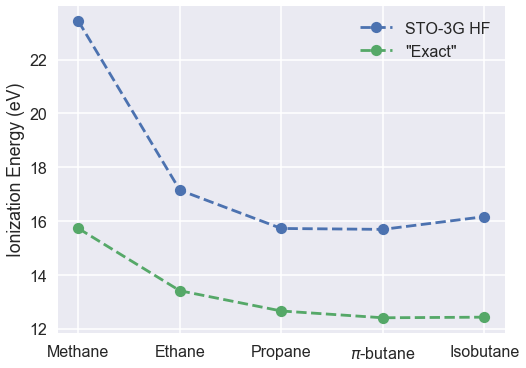 STO-3G HF
"Exact"
Ionization Energy (eV)
22
20
18
16
14
12
Methane Ethane Propane π-butane Isobutane